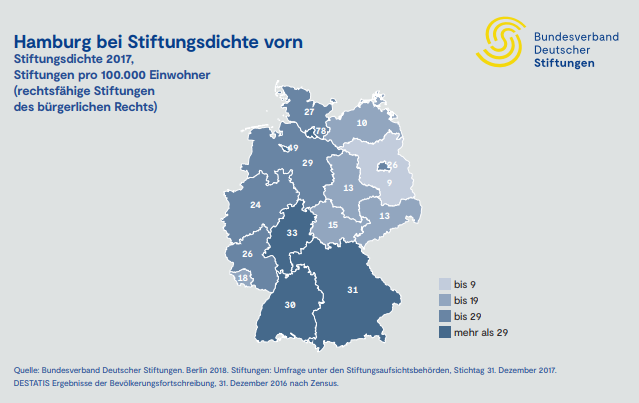 Hamburg bei Stiftungsdichte vorn
Stiftungsdichte 2017,
Stiftungen pro 100.000 Einwohner
(rechtsfähige Stiftungen
des bürgerlichen Rechts)
Bundesverband
Deutscher
Stiftungen
27
10
78
49
26
29
9
13
24
13
15
33
26
18
31
30
bis 9
bis 19
bis 29
mehr als 29
Quelle: Bundesverband Deutscher Stiftungen. Berlin 2018. Stiftungen: Umfrage unter den Stiftungsaufsichtsbehörden, Stichtag 31. Dezember 2017.
DESTATIS Ergebnisse der Bevölkerungsfortschreibung, 31. Dezember 2016 nach Zensus.